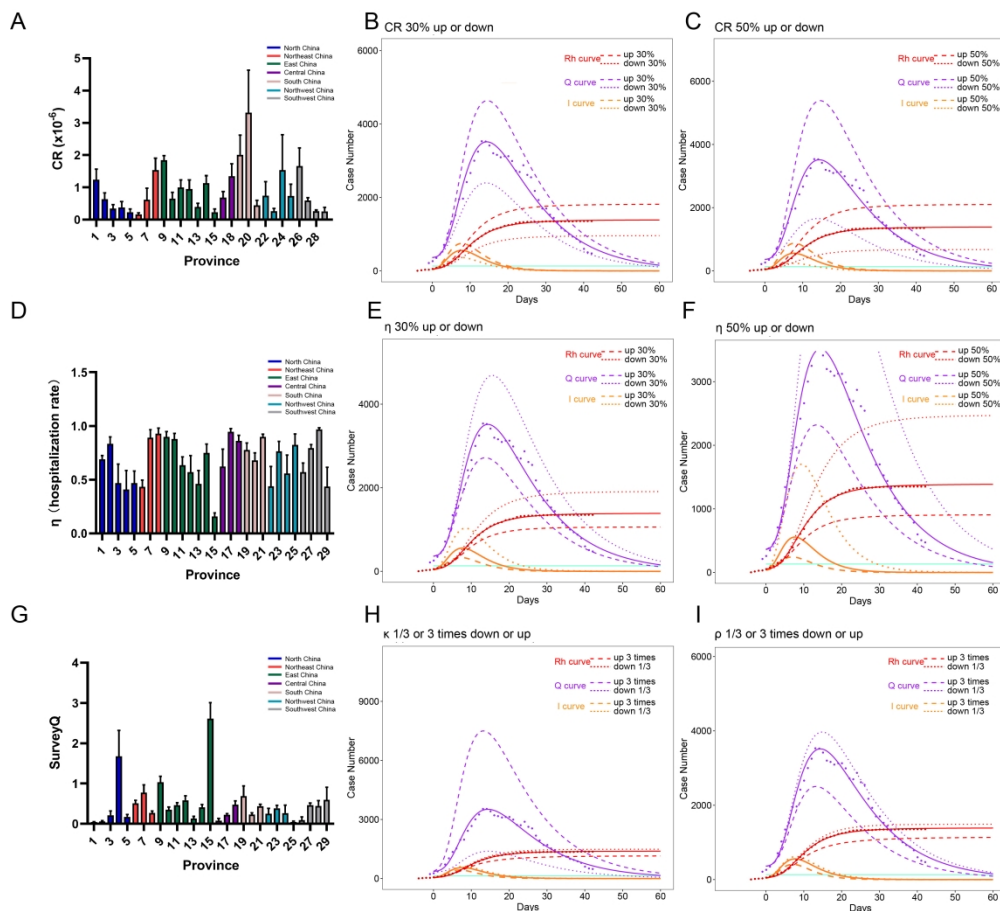 A
North China
Northeast China
East China
Central China
South China
Northwest China
Southwest China
CR (x10-6)
5
4
3
2
1
0
1 3 5 7 9 11 13 15 18 20 22 24 26 28
Province
B
CR 30% up or down
Rh curve up 30%
down 30%
Q curve up 30%
down 30%
I curve up 30%
down 30%
Case Number
6000
4000
2000
0
0 10 20 30 40 50 60
Days
C
CR 50% up or down
Rh curve up 50%
down 50%
Q curve up 50%
down 50%
I curve up 50%
down 50%
Case Number
6000
4000
2000
0
0 10 20 30 40 50 60
Days
D
North China
Northeast China
East China
Central China
South China
Northwest China
Southwest China
η (hospitalization rate)
1.5
1.0
0.5
0.0
1 3 5 7 9 11 13 15 17 19 21 23 25 27 29
Province
E
η 30% up or down
Rh curve up 30%
down 30%
Q curve up 30%
down 30%
I curve up 30%
down 30%
Case Number
4000
2000
0
0 10 20 30 40 50 60
Days
F
η 50% up or down
Rh curve up 50%
down 50%
Q curve up 50%
down 50%
I curve up 50%
down 50%
Case Number
3000
2000
1000
0
0 10 20 30 40 50 60
Days
G
North China
Northeast China
East China
Central China
South China
Northwest China
Southwest China
SurveyQ
4
3
2
1
0
1 3 5 7 9 11 13 15 17 19 21 23 25 27 29
Province
H
κ 1/3 or 3 times down or up
Rh curve up 3 times
down 1/3
Q curve up 3 times
down 1/3
I curve up 3 times
down 1/3
Case Number
9000
6000
3000
0
0 10 20 30 40 50 60
Days
I
ρ 1/3 or 3 times down or up
Rh curve up 3 times
down 1/3
Q curve up 3 times
down 1/3
I curve up 3 times
down 1/3
Case Number
6000
4000
2000
0
0 10 20 30 40 50 60
Days